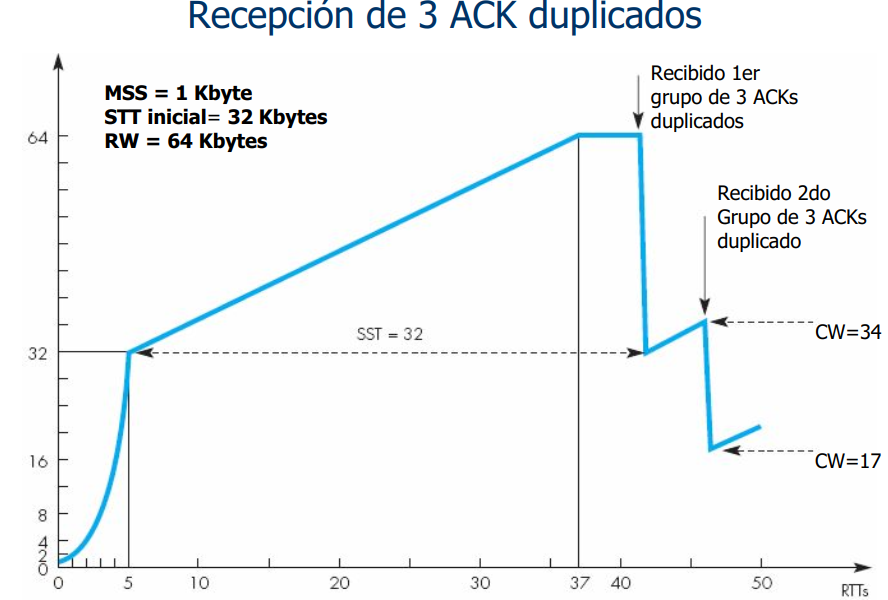 Recepción de 3 ACK duplicados
MSS = 1 Kbyte
STT inicial= 32 Kbytes
RW = 64 Kbytes
Recibido 1er
grupo de 3 ACKs
duplicados
Recibido 2do
Grupo de 3 ACKs
duplicado
64
32
16
8
4
2
0
SST = 32
CW=34
CW=17
0
5
10
20
30
37
40
50
RTTs